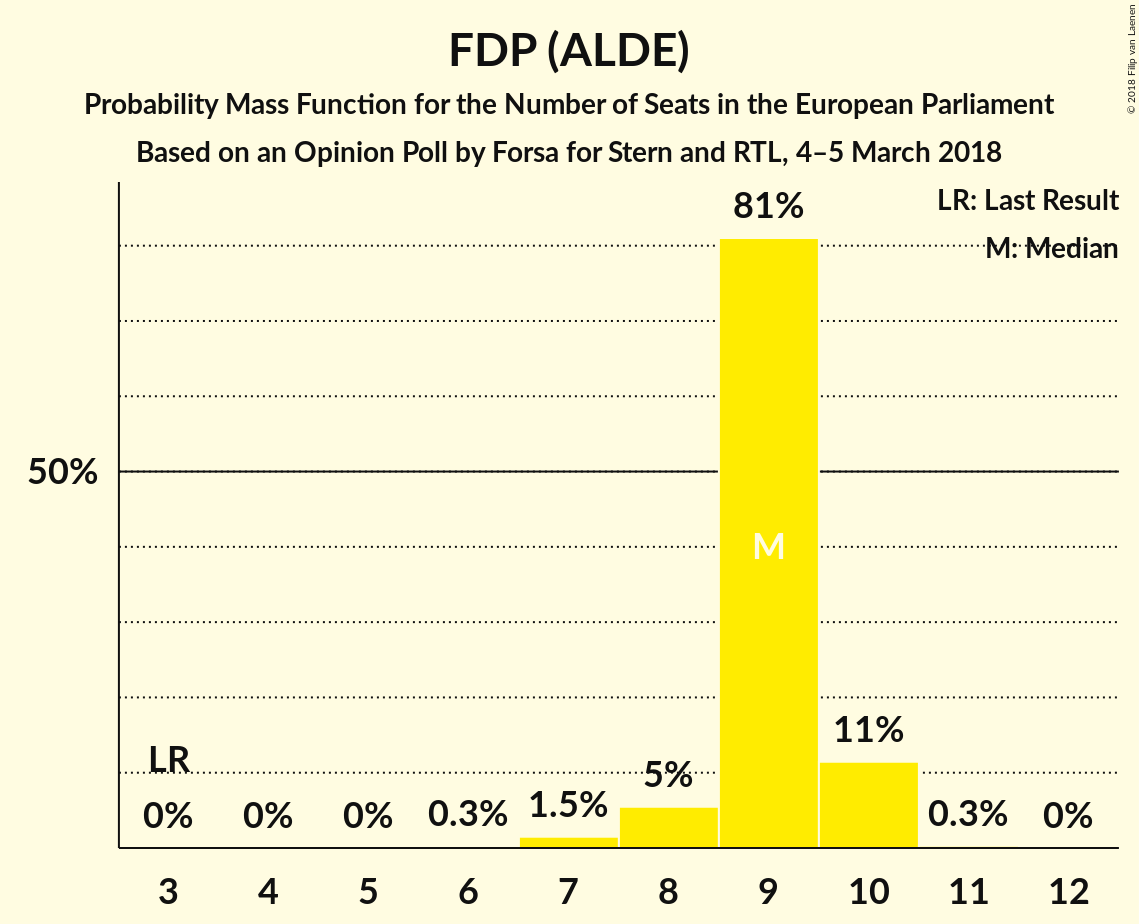 FDP (ALDE)
Probability Mass Function for the Number of Seats in the European Parliament
Based on an Opinion Poll by Forsa for Stern and RTL, 4–5 March 2018
© 2018 Filip van Laenen
LR: Last Result
M: Median
81%
50%
M
11%
LR
5%
1.5%
0% 0% 0% 0.3% 0.3% 0%
3 4 5 6 7 8 9 10 11 12